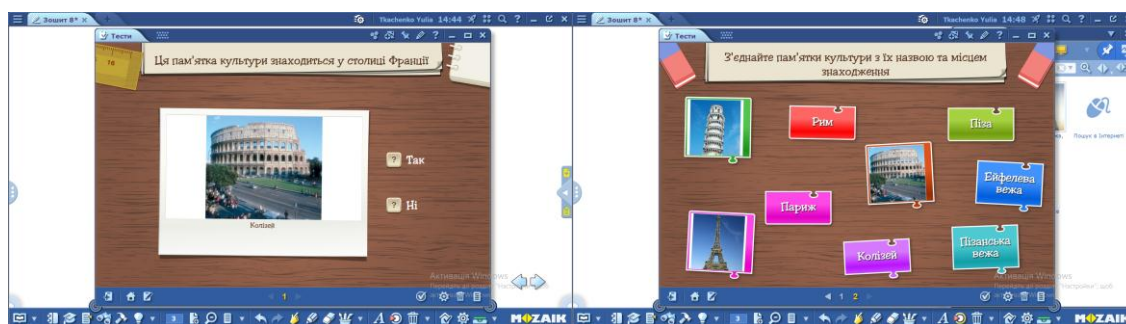 Зошит 8*
Tkachenko Yulia 14:44
Тести
Ця пам'ятка культури знаходиться у столиці Франції
Колізей
? Так
? Ні
Активація Windows
1
MOZAIK
Зошит 8*
Tkachenko Yulia 14:48
Тести
З'єднайте пам'ятки культури з їх назвою та місцем
знаходження
Рим
Піза
Ейфелева
вежа
Париж
Колізей
Пізанська
вежа
Пошук в Інтернеті
Активація Windows
1 2
MOZAIK